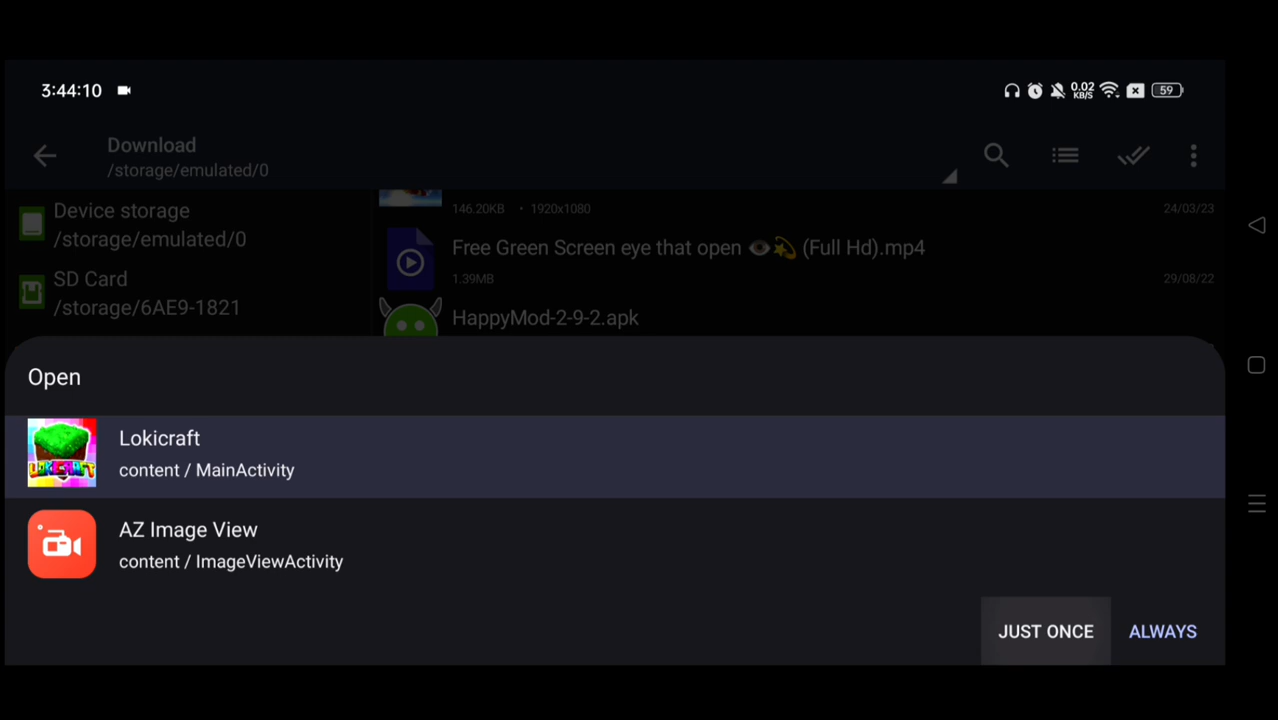 3:44:10
0.02
KB/S
59
Download
/storage/emulated/0
Device storage
/storage/emulated/0
SD Card
/storage/6AE9-1821
146.20KB • 1920x1080
24/03/23
Free Green Screen eye that open 👁️💫 (Full Hd).mp4
1.39MB
29/08/22
HappyMod-2-9-2.apk
Open
LOKICRAFT
Lokicraft
content / MainActivity
AZ Image View
content / ImageViewActivity
JUST ONCE
ALWAYS